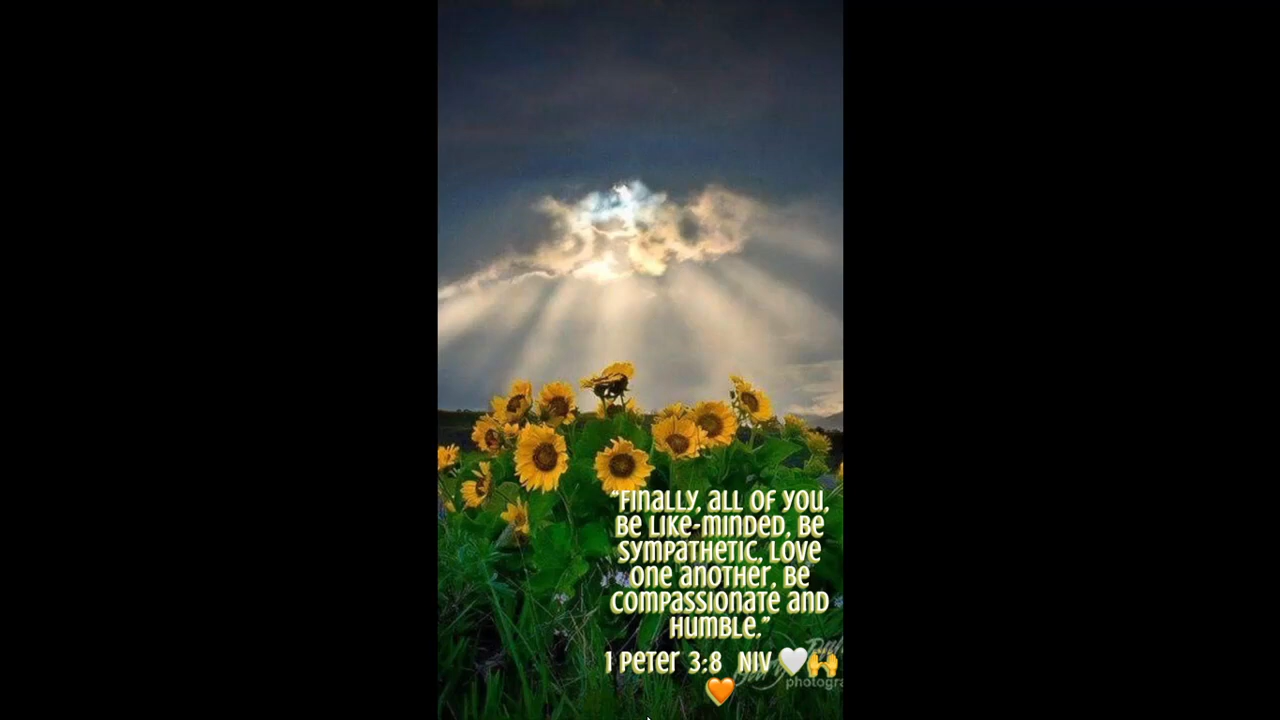 "Finally, all of you,
be like-minded, be
sympathetic, love
one another, be
compassionate and
humble."
1 Peter 3:8 NIV 🤍🙌
🧡
photogra